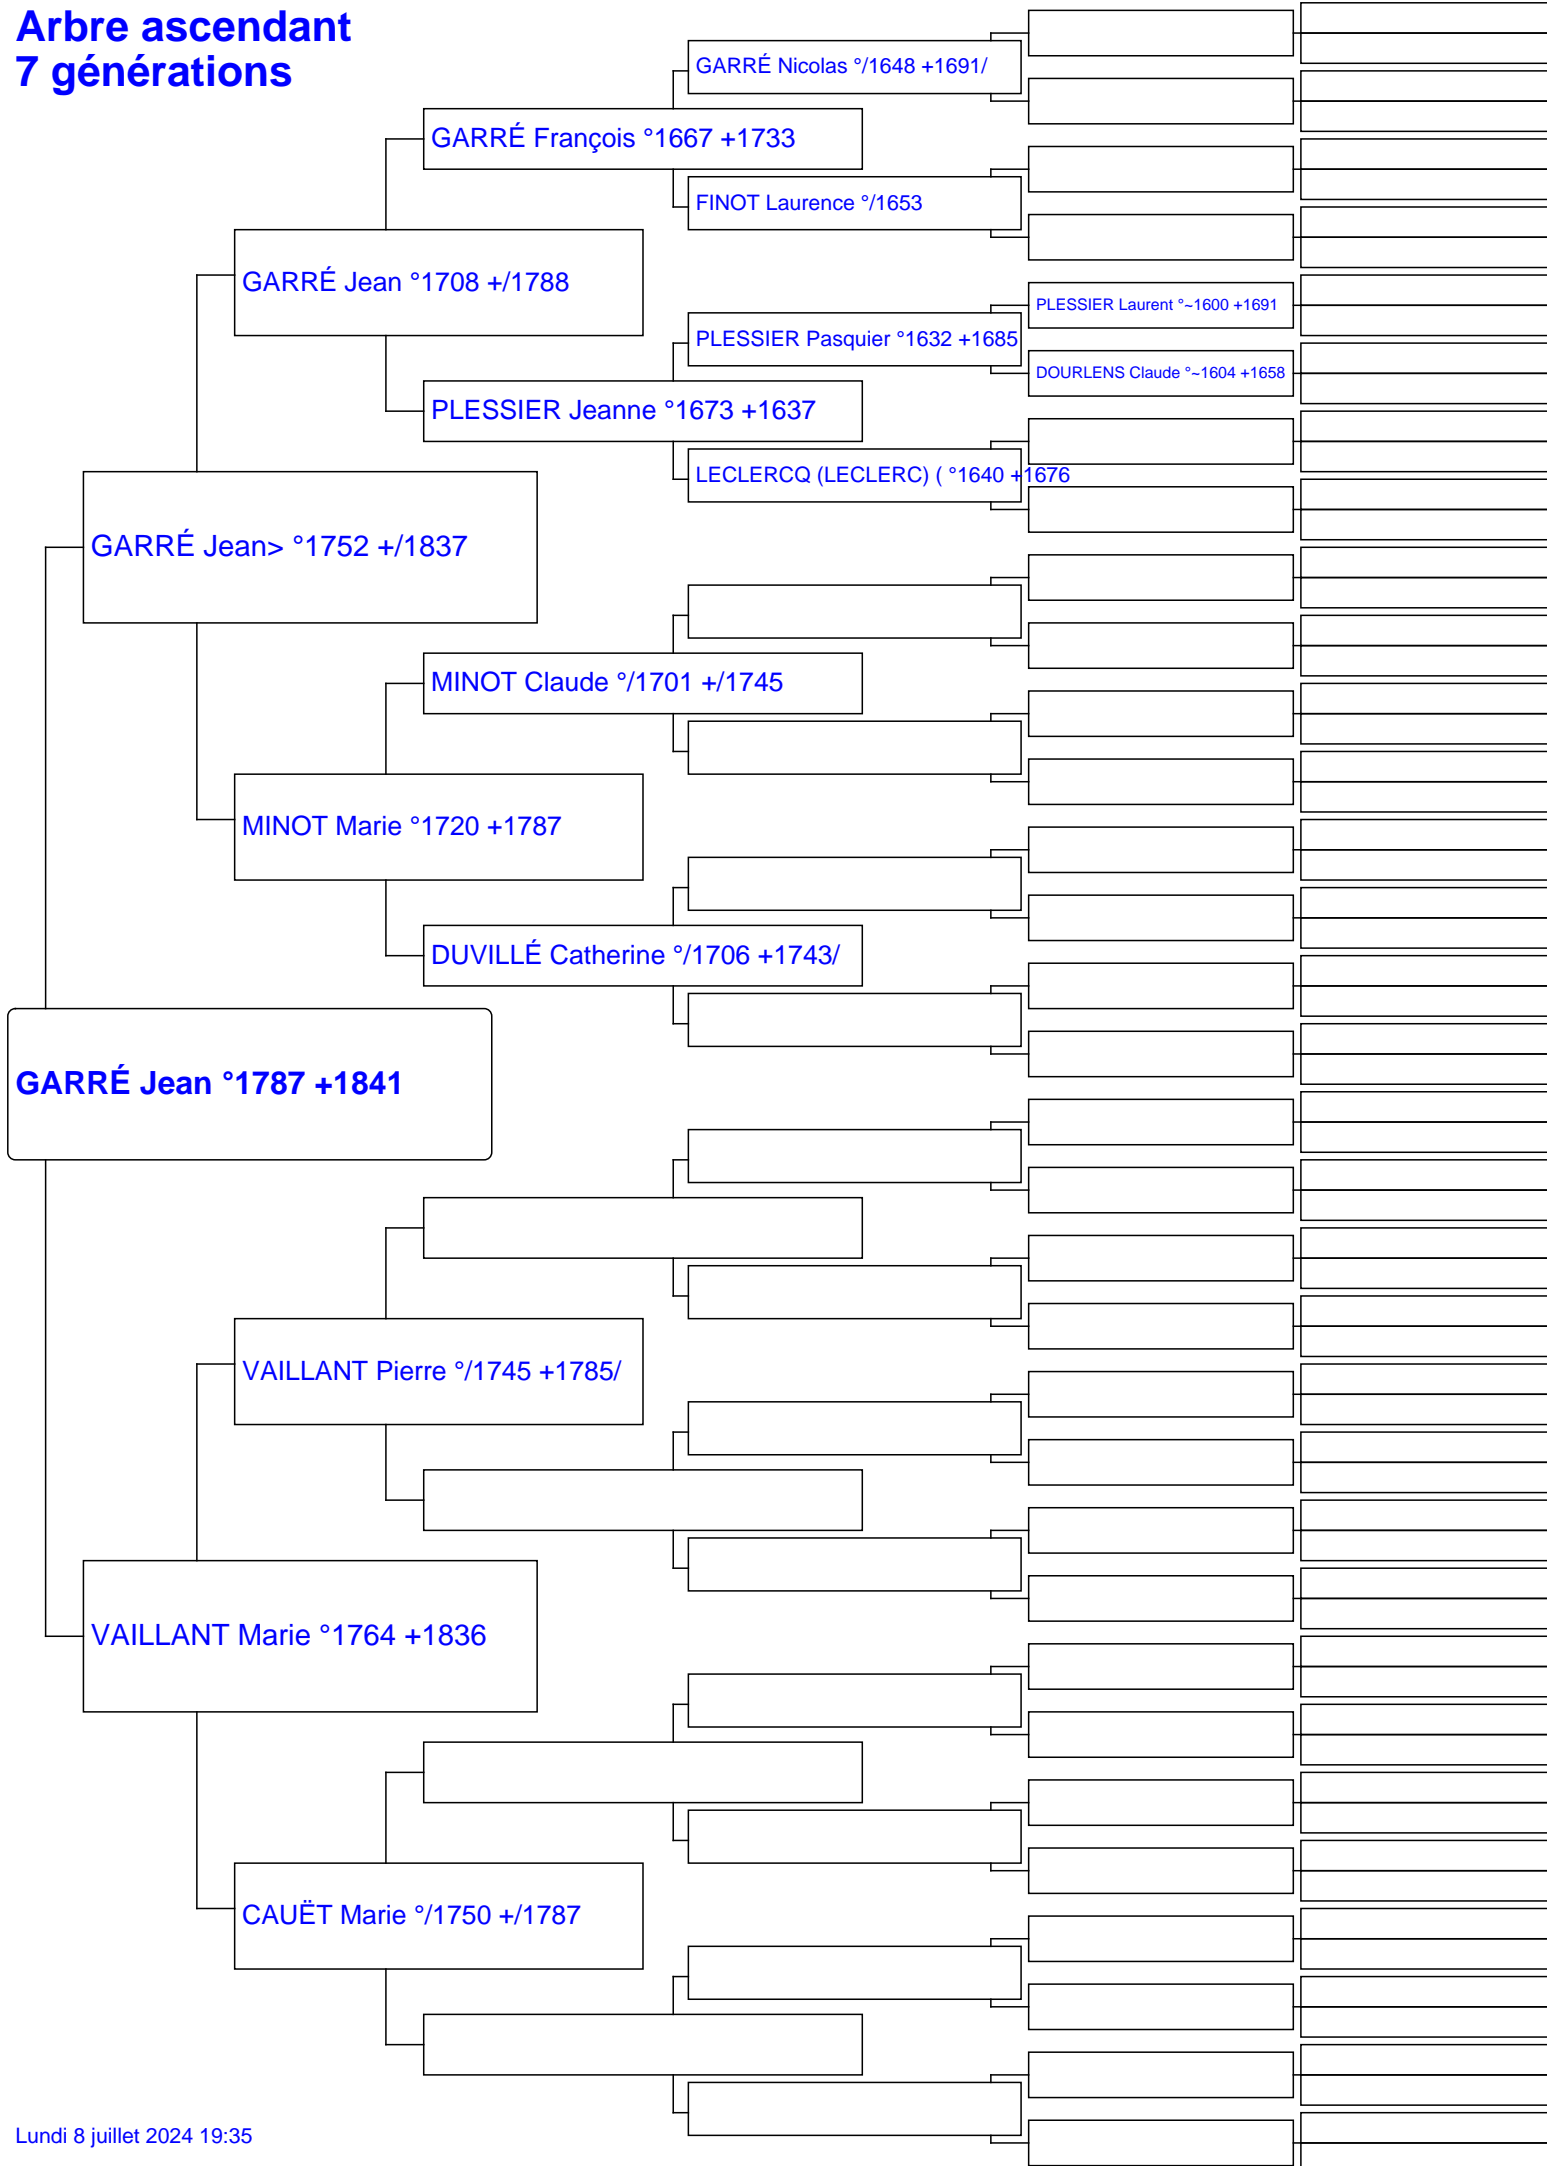 Arbre ascendant
7 générations
GARRÉ Nicolas °/1648 +1691/
GARRÉ François °1667 +1733
FINOT Laurence °/1653
GARRÉ Jean °1708 +/1788
PLESSIER Laurent °~1600 +1691
PLESSIER Pasquier °1632 +1685
DOURLENS Claude °~1604 +1658
PLESSIER Jeanne °1673 +1637
LECLERCQ (LECLERC) ( °1640 +1676
GARRÉ Jean> °1752 +/1837
MINOT Claude °/1701 +/1745
MINOT Marie °1720 +1787
DUVILLÉ Catherine °/1706 +1743/
GARRÉ Jean °1787 +1841
VAILLANT Pierre °/1745 +1785/
VAILLANT Marie °1764 +1836
CAUËT Marie °/1750 +/1787
Lundi 8 juillet 2024 19:35